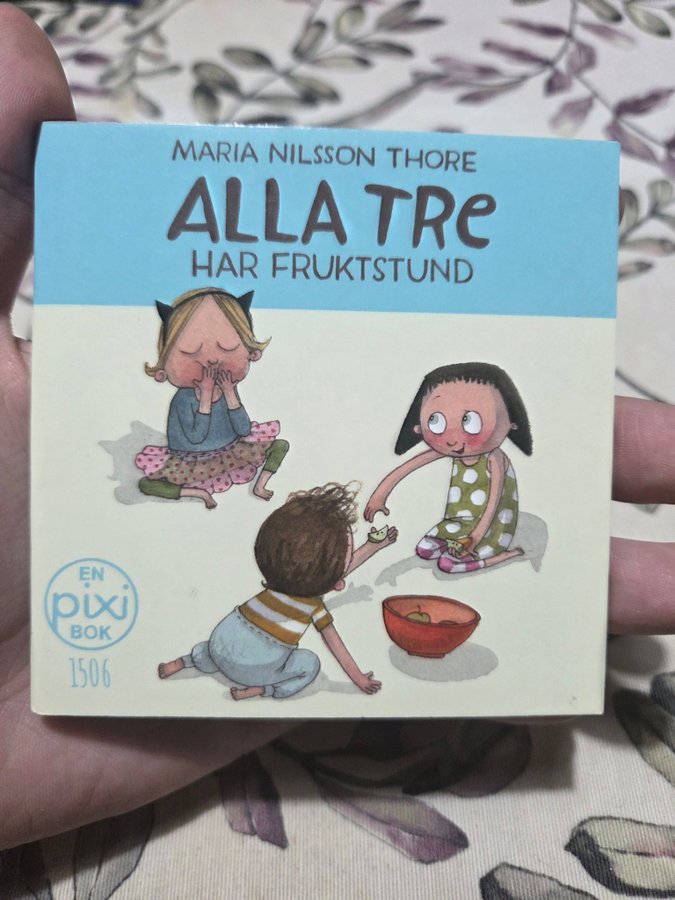 MARIA NILSSON THORE
ALLA TRe
HAR FRUKTSTUND
EN
pixi
BOK
1506